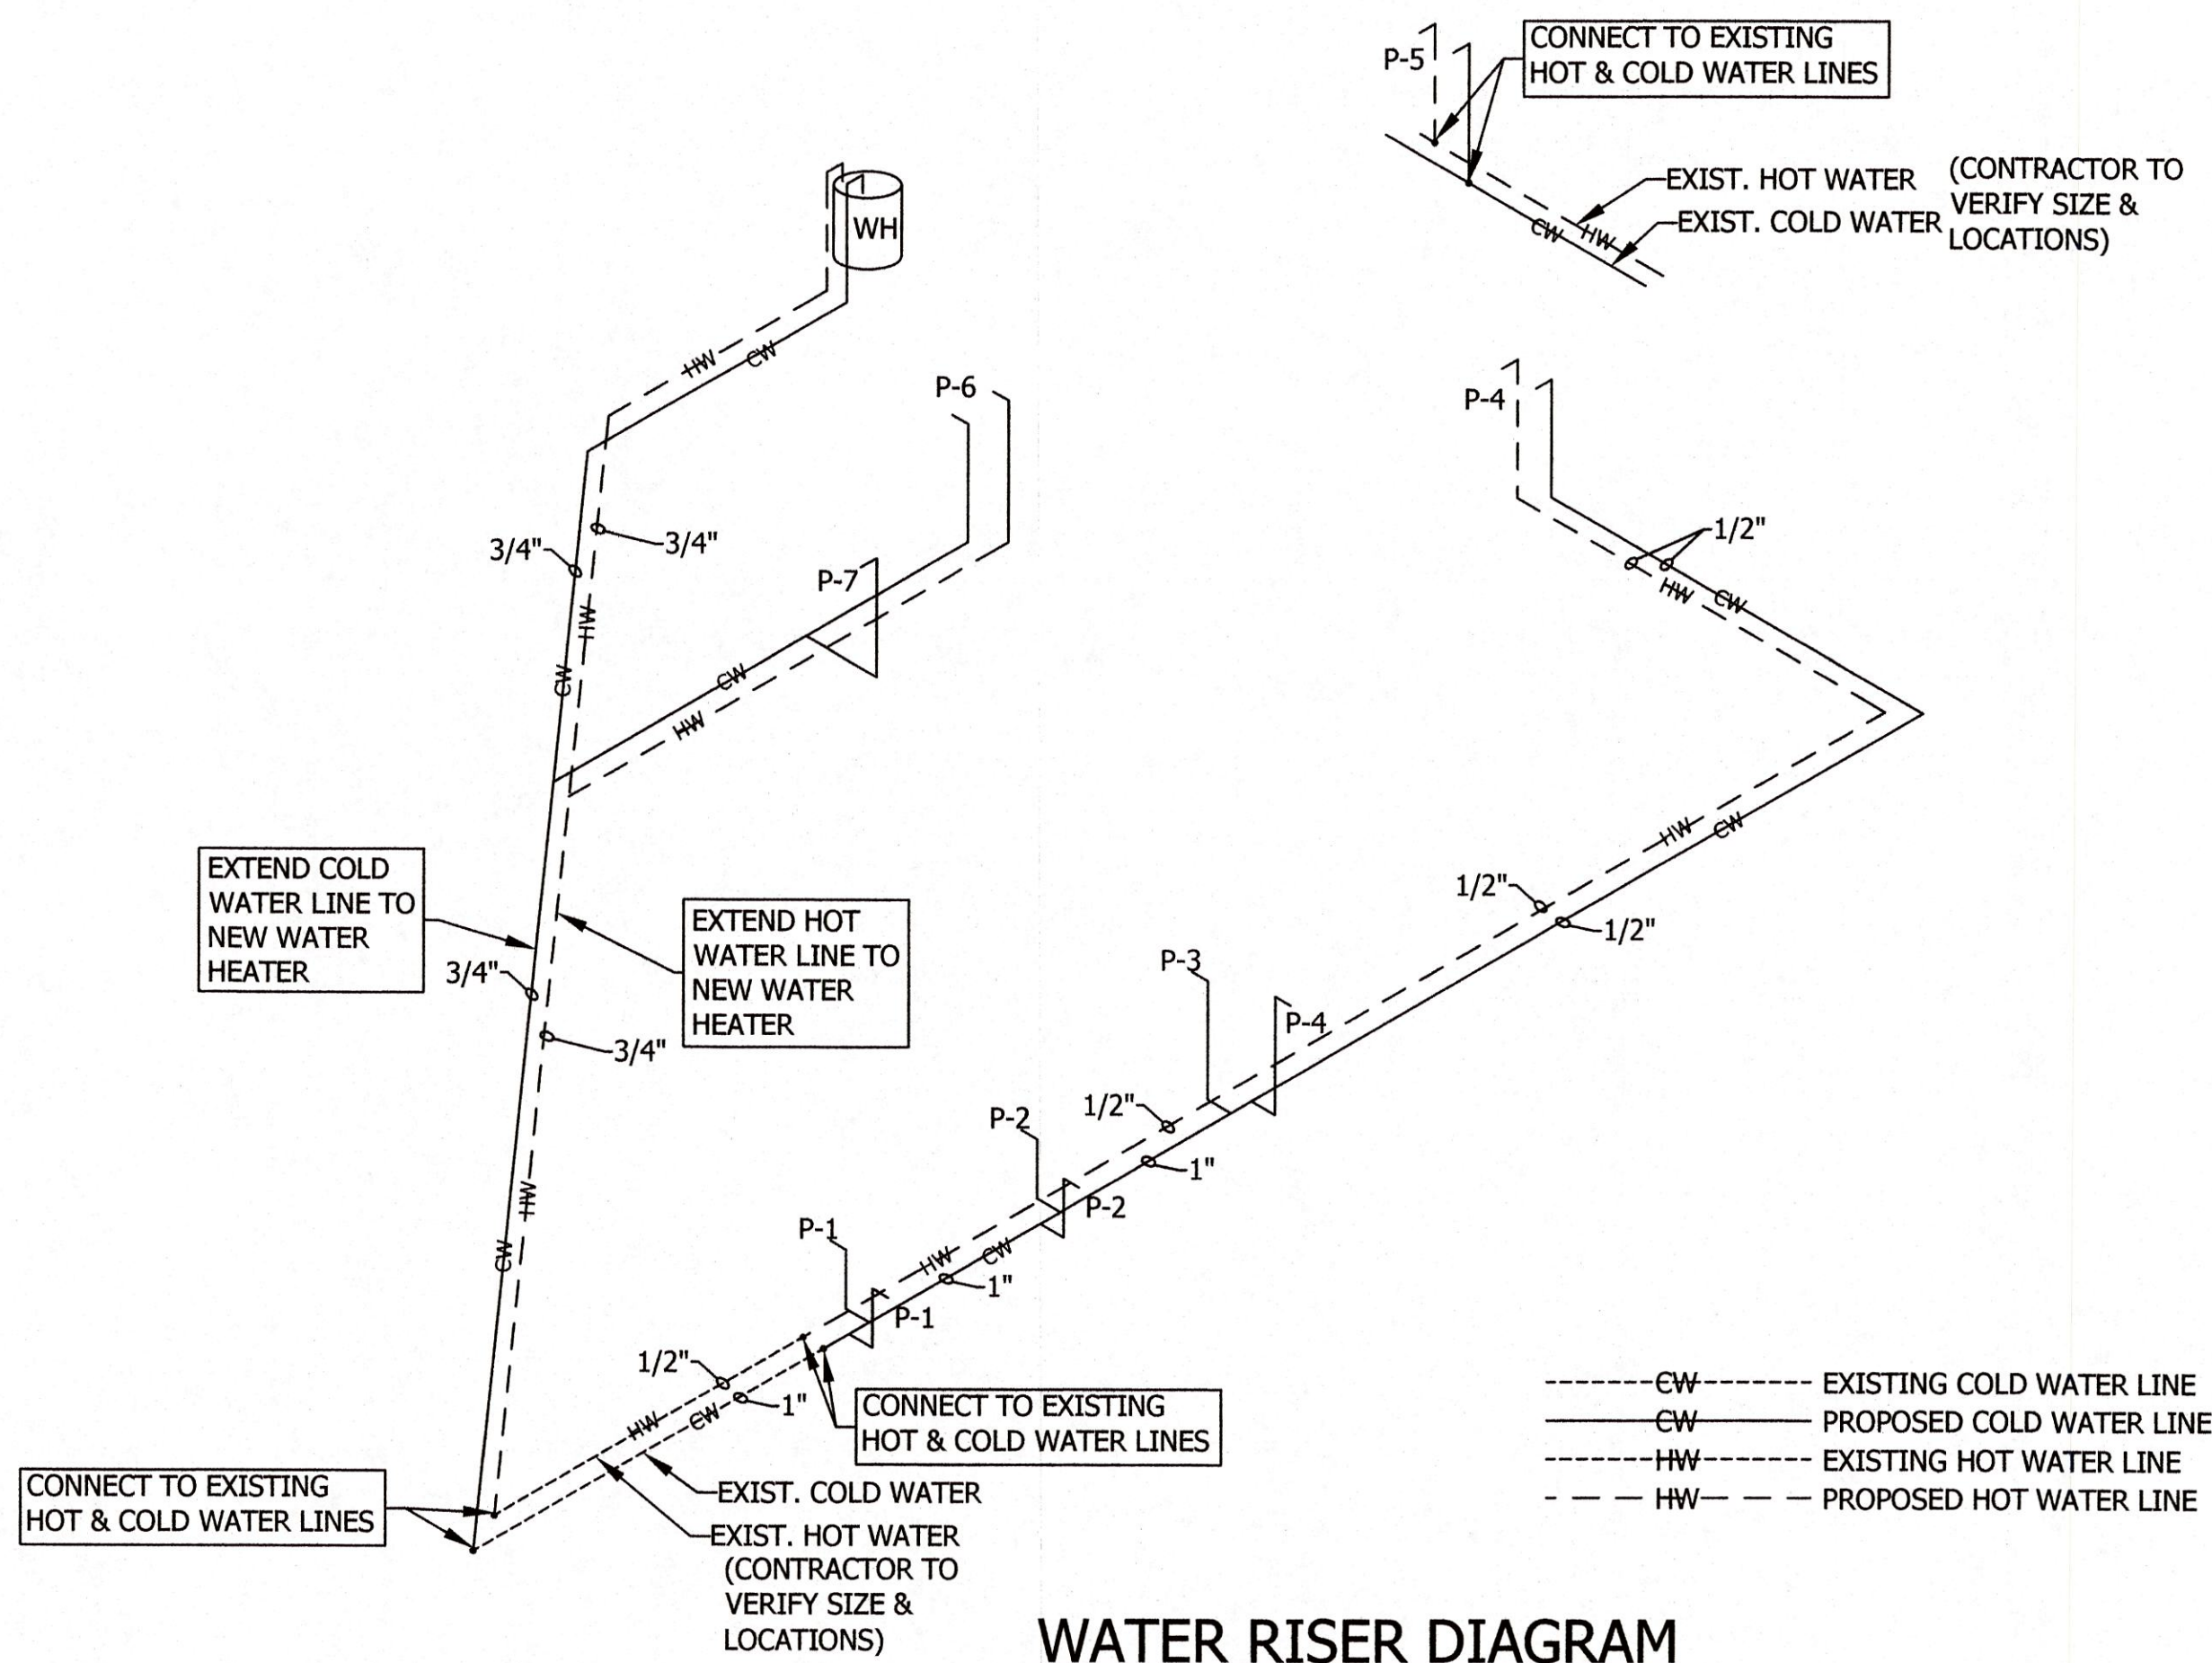 P-5
CONNECT TO EXISTING
HOT & COLD WATER LINES
EXIST. HOT WATER
EXIST. COLD WATER
(CONTRACTOR TO
VERIFY SIZE &
LOCATIONS)
CW
HW
WH
HW
CW
P-6
P-4
3/4"
3/4"
1/2"
P-7
HW
CW
HW
CW
CW
HW
HW
CW
EXTEND COLD
WATER LINE TO
NEW WATER
HEATER
EXTEND HOT
WATER LINE TO
NEW WATER
HEATER
3/4"
3/4"
1/2"
1/2"
P-3
P-4
P-2
1/2"
1"
P-2
HW
CW
P-1
HW
CW
1"
P-1
1/2"
1"
HW
CW
CONNECT TO EXISTING
HOT & COLD WATER LINES
CONNECT TO EXISTING
HOT & COLD WATER LINES
EXIST. COLD WATER
EXIST. HOT WATER
(CONTRACTOR TO
VERIFY SIZE &
LOCATIONS)
CW EXISTING COLD WATER LINE
CW PROPOSED COLD WATER LINE
HW EXISTING HOT WATER LINE
HW PROPOSED HOT WATER LINE
WATER RISER DIAGRAM